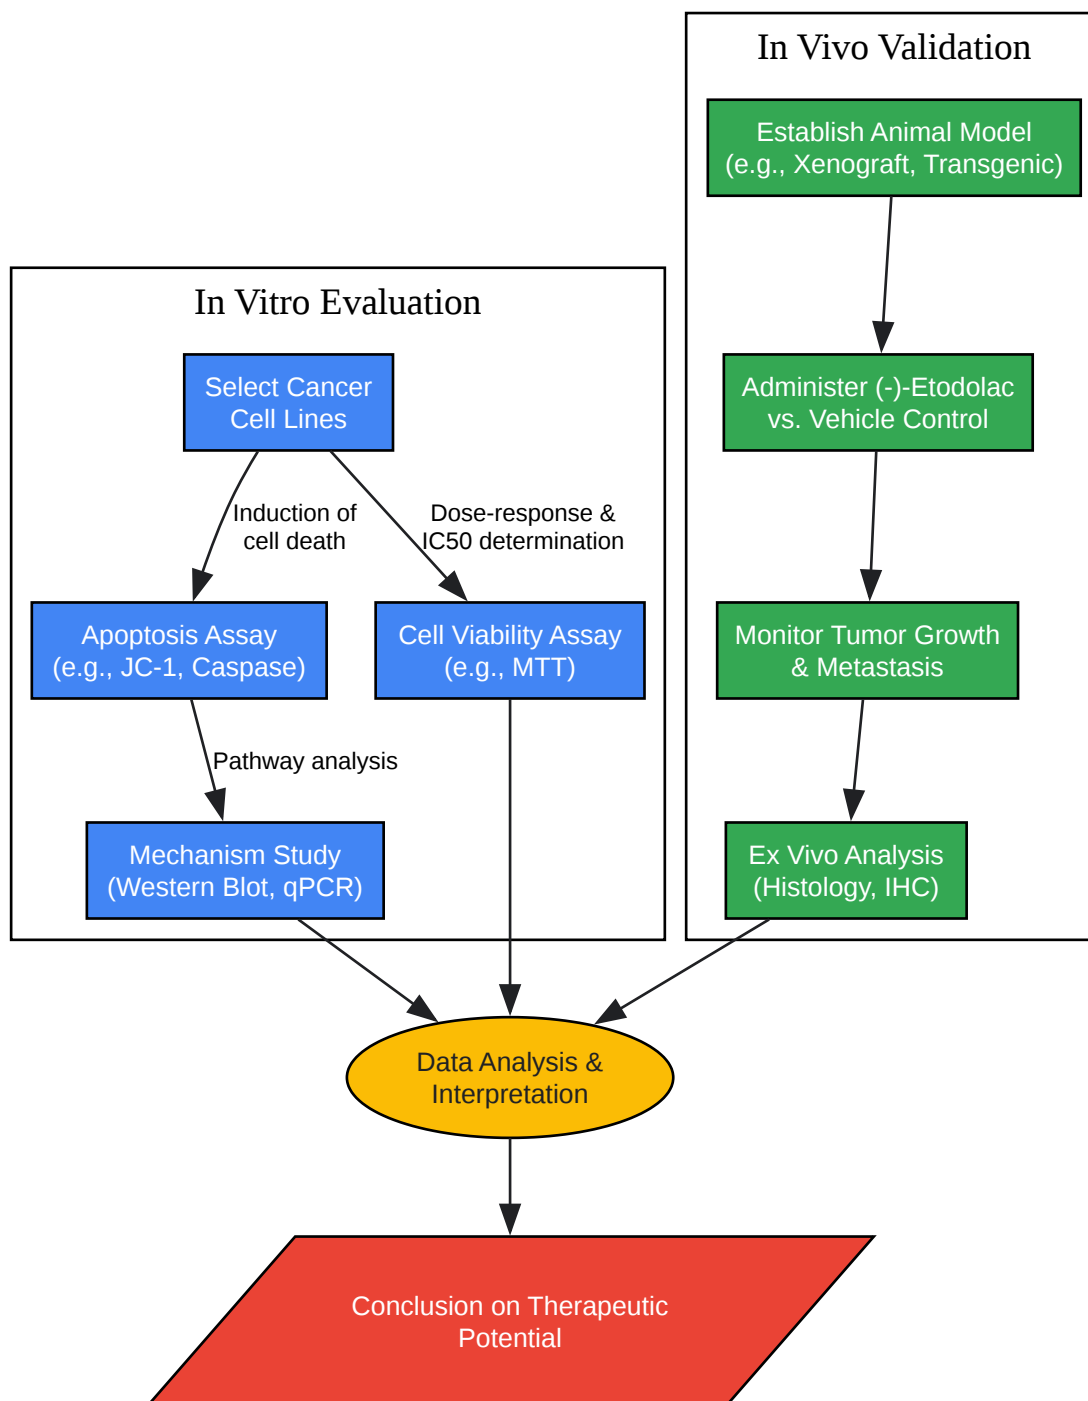 In Vivo Validation
Establish Animal Model
(e.g., Xenograft, Transgenic)
Administer (-)-Etodolac
vs. Vehicle Control
Monitor Tumor Growth
& Metastasis
Ex Vivo Analysis
(Histology, IHC)
In Vitro Evaluation
Select Cancer
Cell Lines
Induction of
cell death
Dose-response &
IC50 determination
Apoptosis Assay
(e.g., JC-1, Caspase)
Cell Viability Assay
(e.g., MTT)
Pathway analysis
Mechanism Study
(Western Blot, qPCR)
Data Analysis &
Interpretation
Conclusion on Therapeutic
Potential